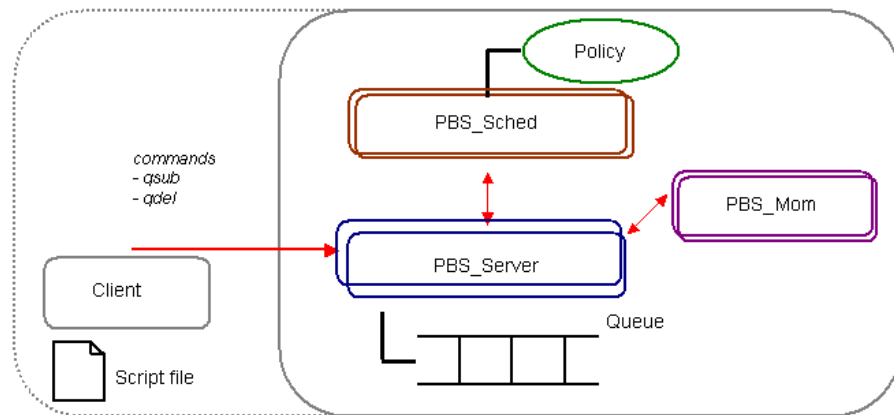 Policy
PBS_Sched
commands
- qsub
- qdel
PBS_Mom
PBS_Server
Client
Queue
Script file